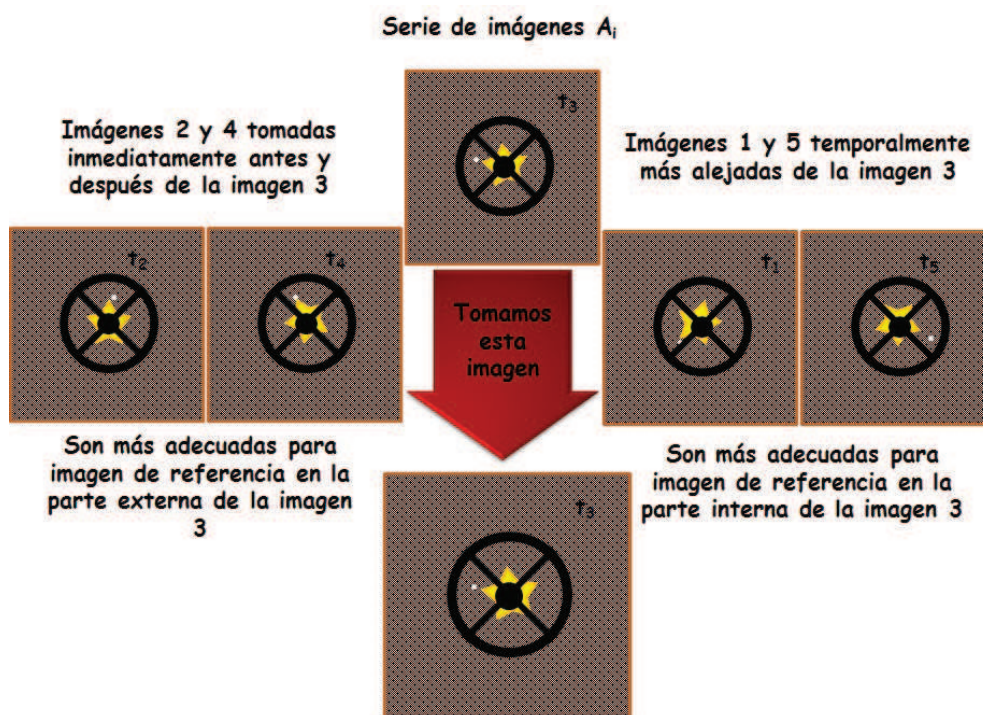 Serie de imágenes Aᵢ
t₃
Imágenes 2 y 4 tomadas
inmediatamente antes y
después de la imagen 3
Imágenes 1 y 5 temporalmente
más alejadas de la imagen 3
t₂
t₄
t₁
t₅
Tomamos
esta
imagen
Son más adecuadas para
imagen de referencia en la
parte externa de la imagen
3
Son más adecuadas para
imagen de referencia en la
parte interna de la imagen 3
t₃